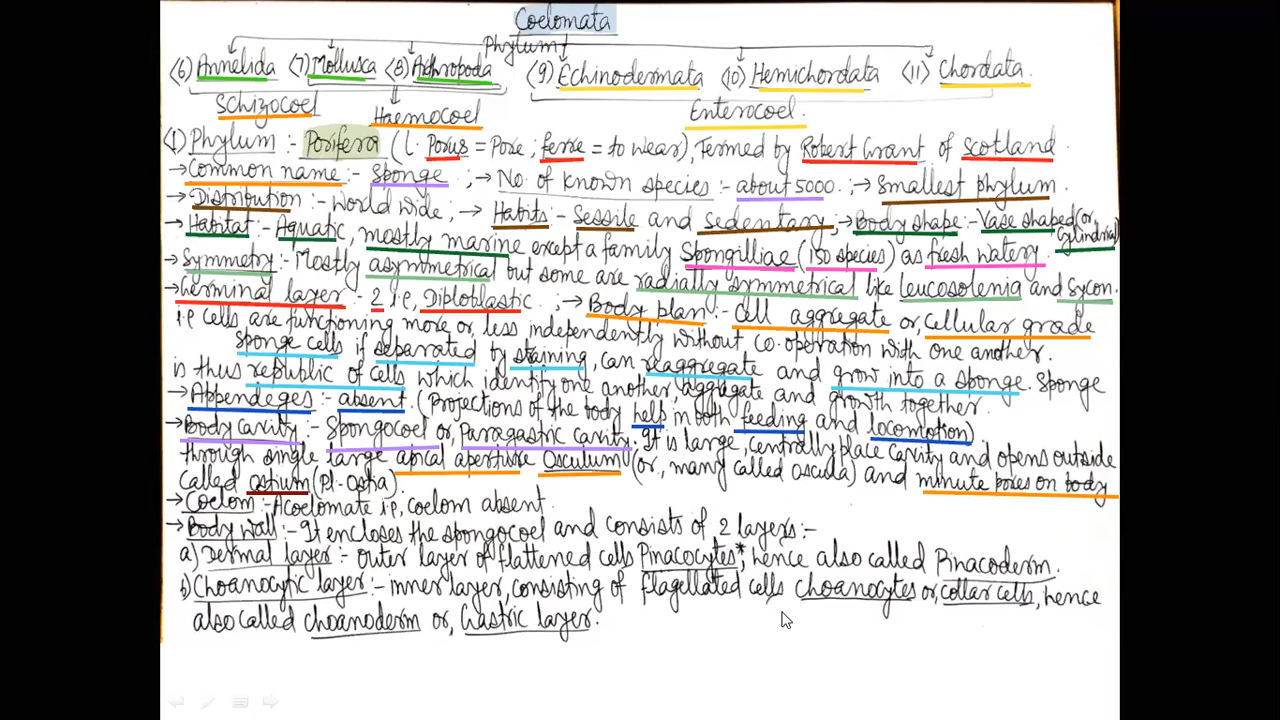 Coelomata
Phylum
(6) Annelida (7) Mollusca (8) Arthropoda (9) Echinodermata (10) Hemichordata (11) Chordata.
Schizocoel Haemocoel Enterocoel
(1) Phylum :- Porifera (l. Porus = Pore ; ferre = to wear), Termed by Robert Grant of Scotland.
→ Common name :- Sponge ; → No. of known species :- about 5000 ; → Smallest phylum.
→ Distribution :- World wide ; → Habits :- Sessile and sedentary ; → Body shape :- Vase shaped (or, cylindrical)
→ Habitat :- Aquatic, mostly marine except a family Spongilliae (150 species) as fresh watery.
→ Symmetry :- Mostly asymmetrical but some are radially symmetrical like Leucosolenia and Sycon.
→ Germinal layer :- 2 i.e, Diploblastic ; → Body plan :- Cell aggregate or, cellular grade
i.e cells are functioning more or less independently without co-operation with one another.
Sponge cells if separated by staining, can reaggregate and grow into a sponge. Sponge
is thus republic of cells which identify one another, aggregate and growth together.
→ Appendeges :- absent. (Projections of the body help in both feeding and locomotion)
→ Body cavity :- Spongocoel or, Paragastric cavity. It is large, centrally place cavity and opens outside
through single large apical aperture Osculum (or, many called oscula) and minute pores on body
called ostium (pl. Ostia)
→ Coelom :- Acoelomate i.e, coelom absent.
→ Body wall :- It encloses the spongocoel and consists of 2 layers :-
a) Dermal layer :- Outer layer of flattened cells Pinacocytes*, hence also called Pinacoderm.
b) Choanocytic layer :- inner layer, consisting of flagellated cells choanocytes or, collar cells, hence
also called choanoderm or, Gastric layer.